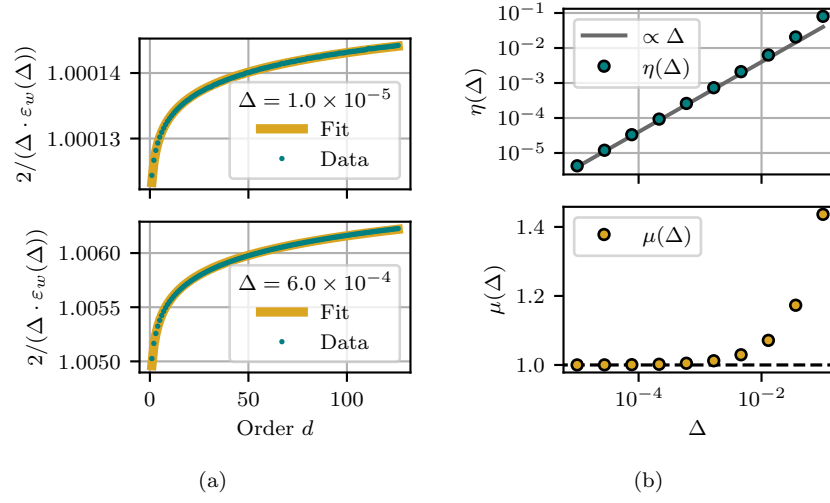 2/(Δ · ε_w(Δ))
1.00014
1.00013
Δ = 1.0 × 10⁻⁵
Fit
Data
2/(Δ · ε_w(Δ))
1.0060
1.0055
1.0050
Δ = 6.0 × 10⁻⁴
Fit
Data
0
50
100
Order d
(a)
η(Δ)
10⁻¹
10⁻²
10⁻³
10⁻⁴
10⁻⁵
∝ Δ
η(Δ)
μ(Δ)
1.4
1.2
1.0
μ(Δ)
10⁻⁴
10⁻²
Δ
(b)